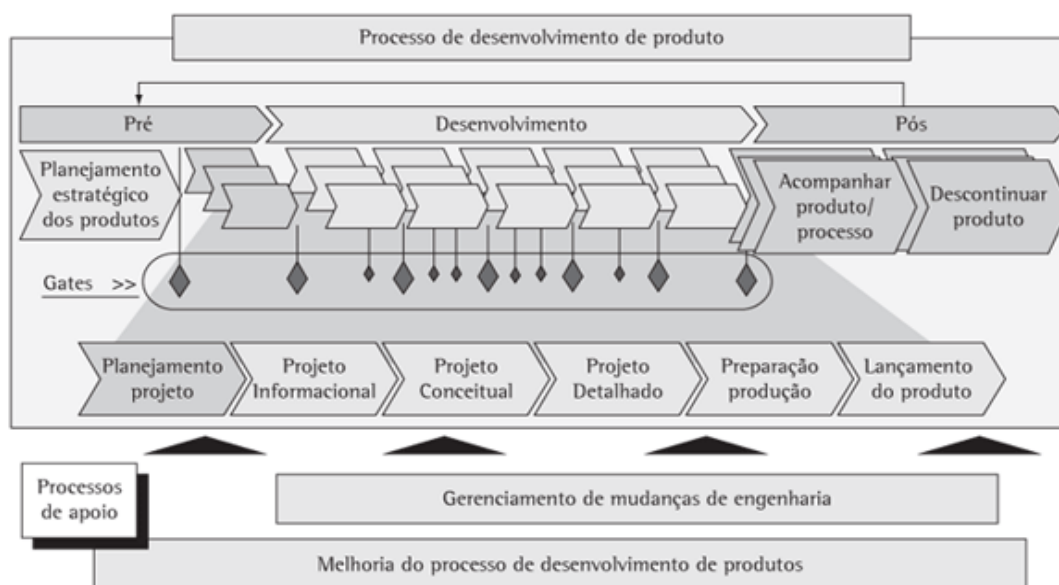 Processo de desenvolvimento de produto
Pré
Desenvolvimento
Pós
Planejamento
estratégico
dos produtos
Acompanhar
produto/
processo
Descontinuar
produto
Gates >>
Planejamento
projeto
Projeto
Informacional
Projeto
Conceitual
Projeto
Detalhado
Preparação
produção
Lançamento
do produto
Processos
de apoio
Gerenciamento de mudanças de engenharia
Melhoria do processo de desenvolvimento de produtos